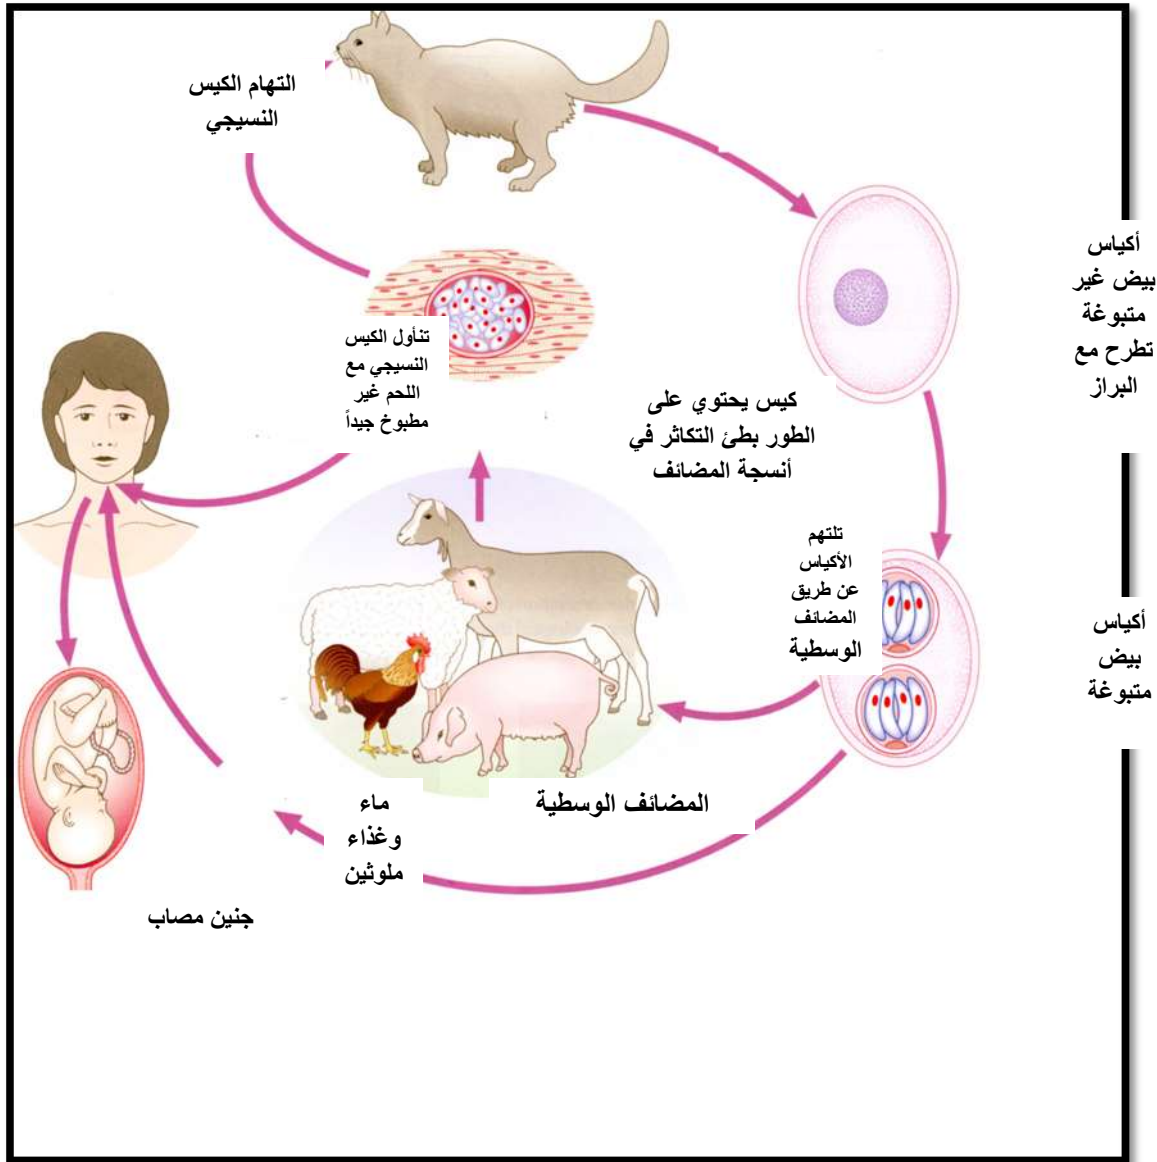 التهام الكيس
النسيجي
أكياس
بيض غير
متبوغة
تطرح مع
البراز
تنأول الكيس
النسيجي مع
اللحم غير
مطبوخ جيداً
كيس يحتوي على
الطور بطئ التكاثر في
أنسجة المضائف
تلتهم
الأكياس
عن طريق
المضائف
الوسطية
أكياس
بيض
متبوغة
المضائف الوسطية
ماء
وغذاء
ملوثين
جنين مصاب